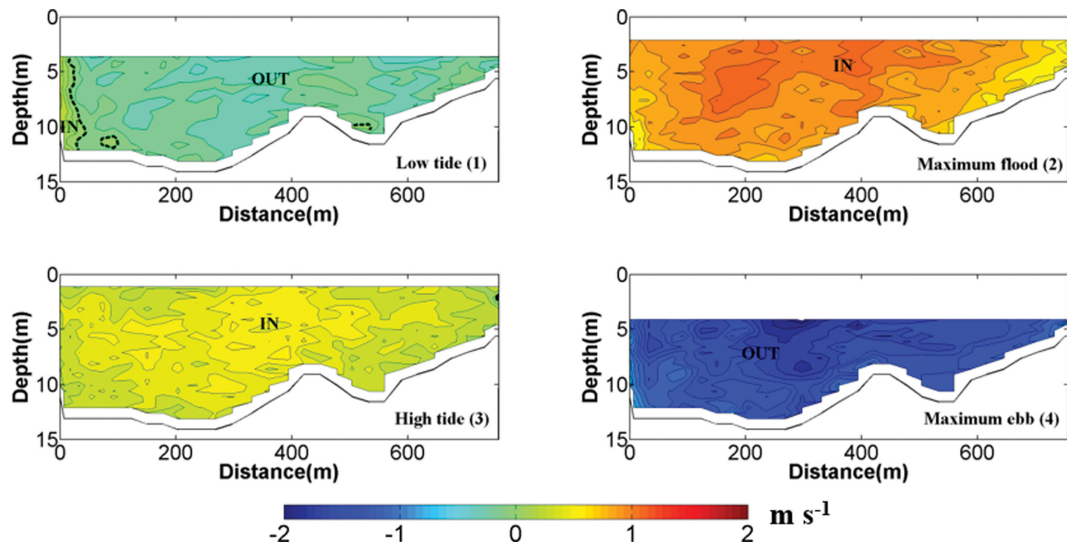 0
5
10
15
Depth(m)
IN
OUT
Low tide (1)
0 200 400 600
Distance(m)
0
5
10
15
Depth(m)
IN
Maximum flood (2)
0 200 400 600
Distance(m)
0
5
10
15
Depth(m)
IN
High tide (3)
0 200 400 600
Distance(m)
0
5
10
15
Depth(m)
OUT
Maximum ebb (4)
0 200 400 600
Distance(m)
-2 -1 0 1 2
m s⁻¹